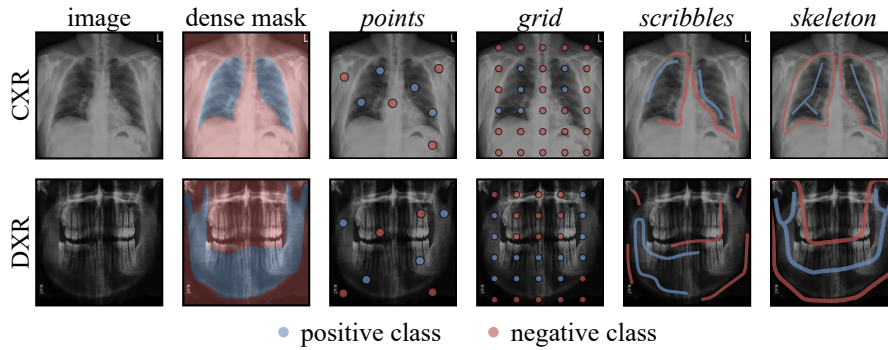 image dense mask points grid scribbles skeleton
CXR
L L L L L L
DXR
positive class negative class